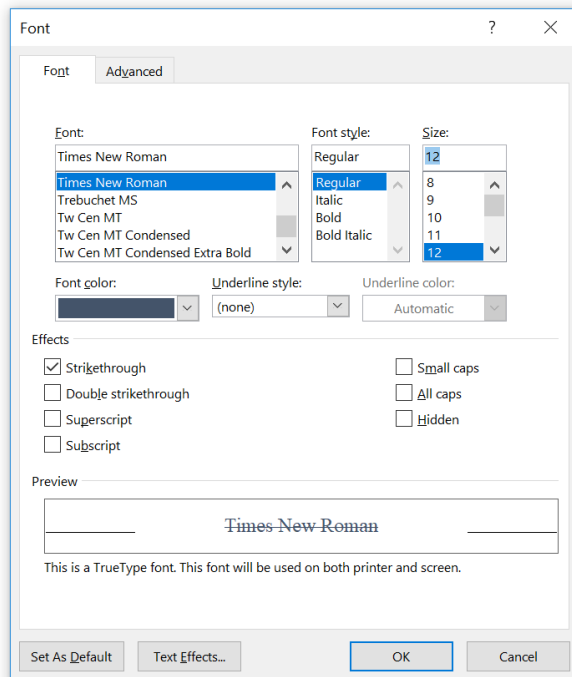 Font ?
Font Advanced
Font: Font style: Size:
Times New Roman Regular 12
Times New Roman Regular 8
Trebuchet MS Italic 9
Tw Cen MT Bold 10
Tw Cen MT Condensed Bold Italic 11
Tw Cen MT Condensed Extra Bold 12
Font color: Underline style: Underline color:
(none) Automatic
Effects
Strikethrough Small caps
Double strikethrough All caps
Superscript Hidden
Subscript
Preview
Times New Roman
This is a TrueType font. This font will be used on both printer and screen.
Set As Default Text Effects... OK Cancel